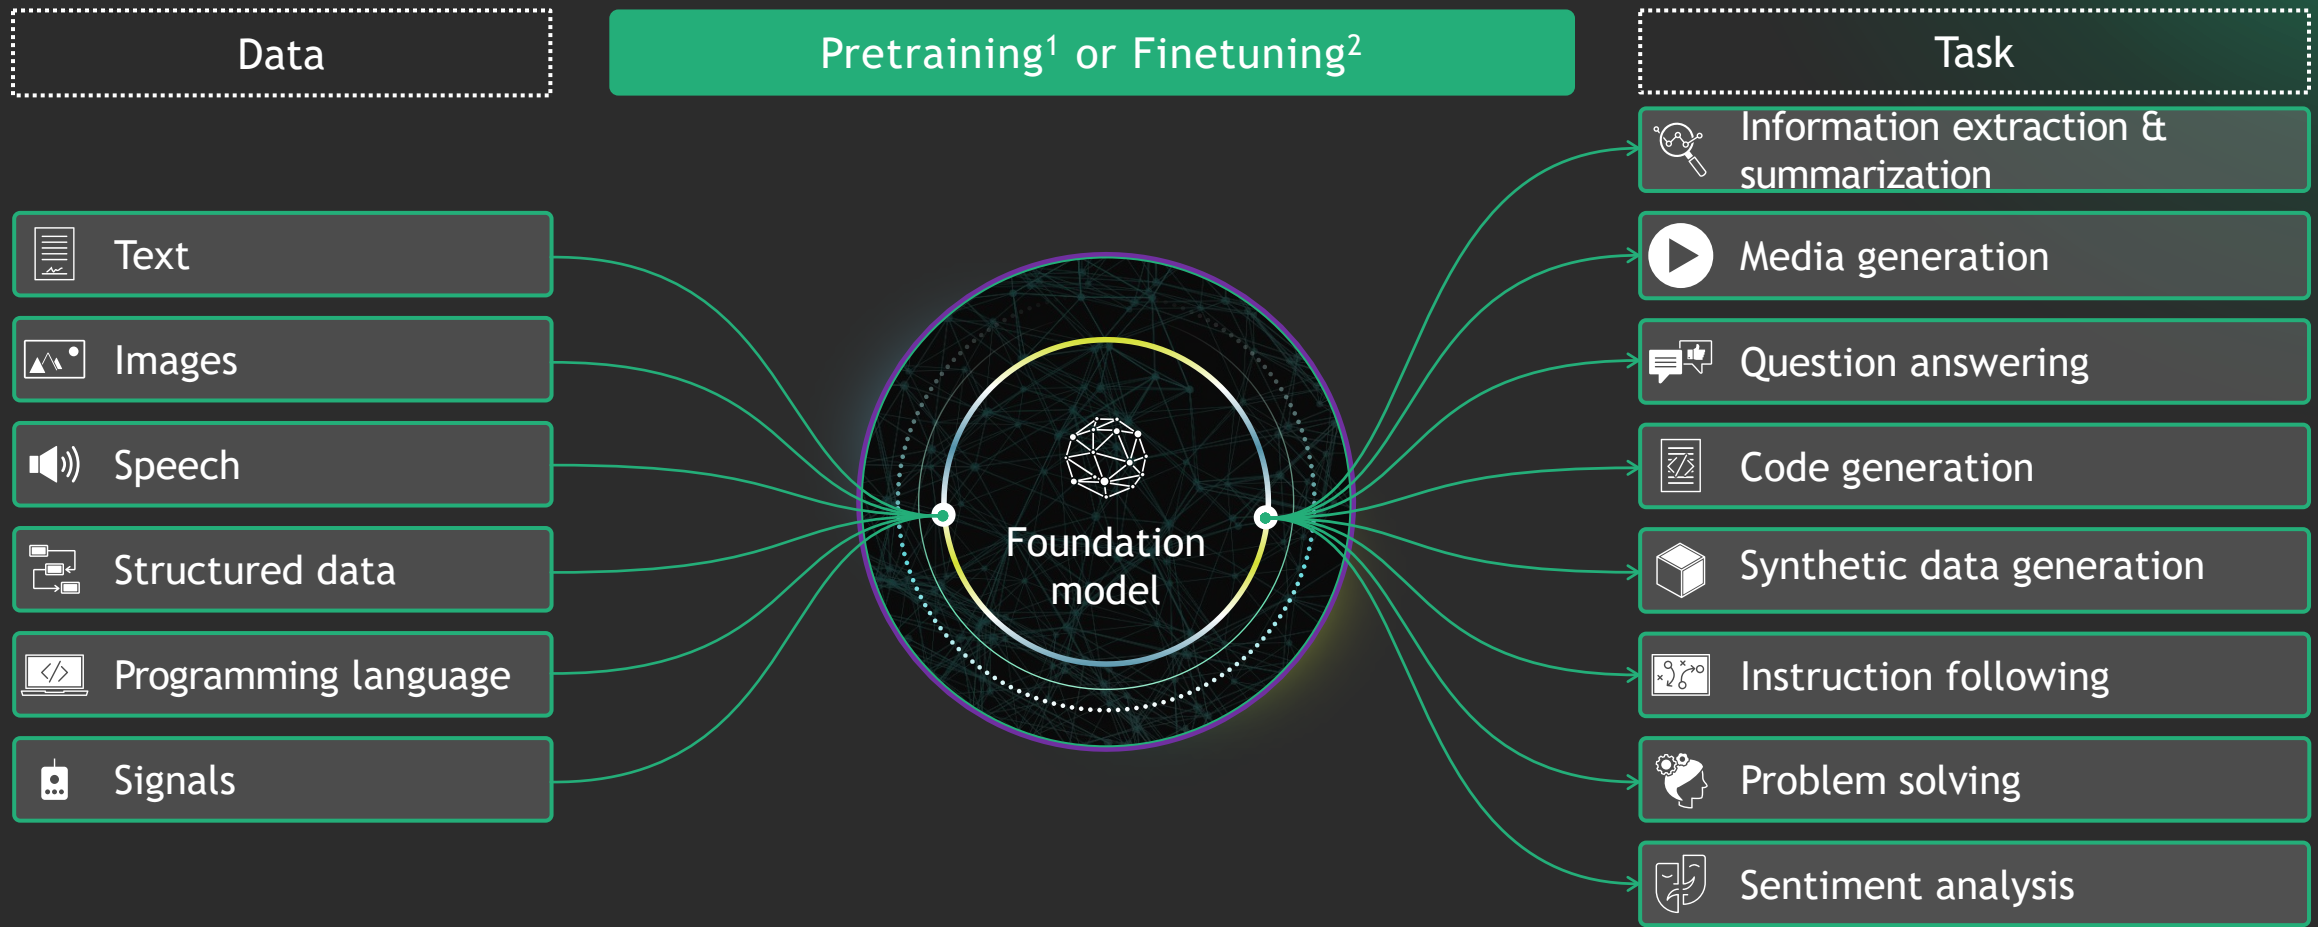 Data
Pretraining¹ or Finetuning²
Task
Text
Images
Speech
Structured data
Programming language
Signals
Foundation
model
Information extraction &
summarization
Media generation
Question answering
Code generation
Synthetic data generation
Instruction following
Problem solving
Sentiment analysis